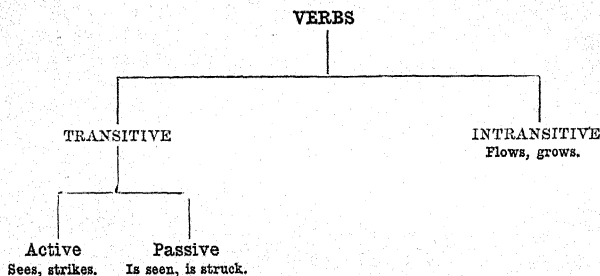 VERBS
TRANSITIVE
INTRANSITIVE
Flows, grows.
Active
Passive
Sees, strikes.
Is seen, is struck.